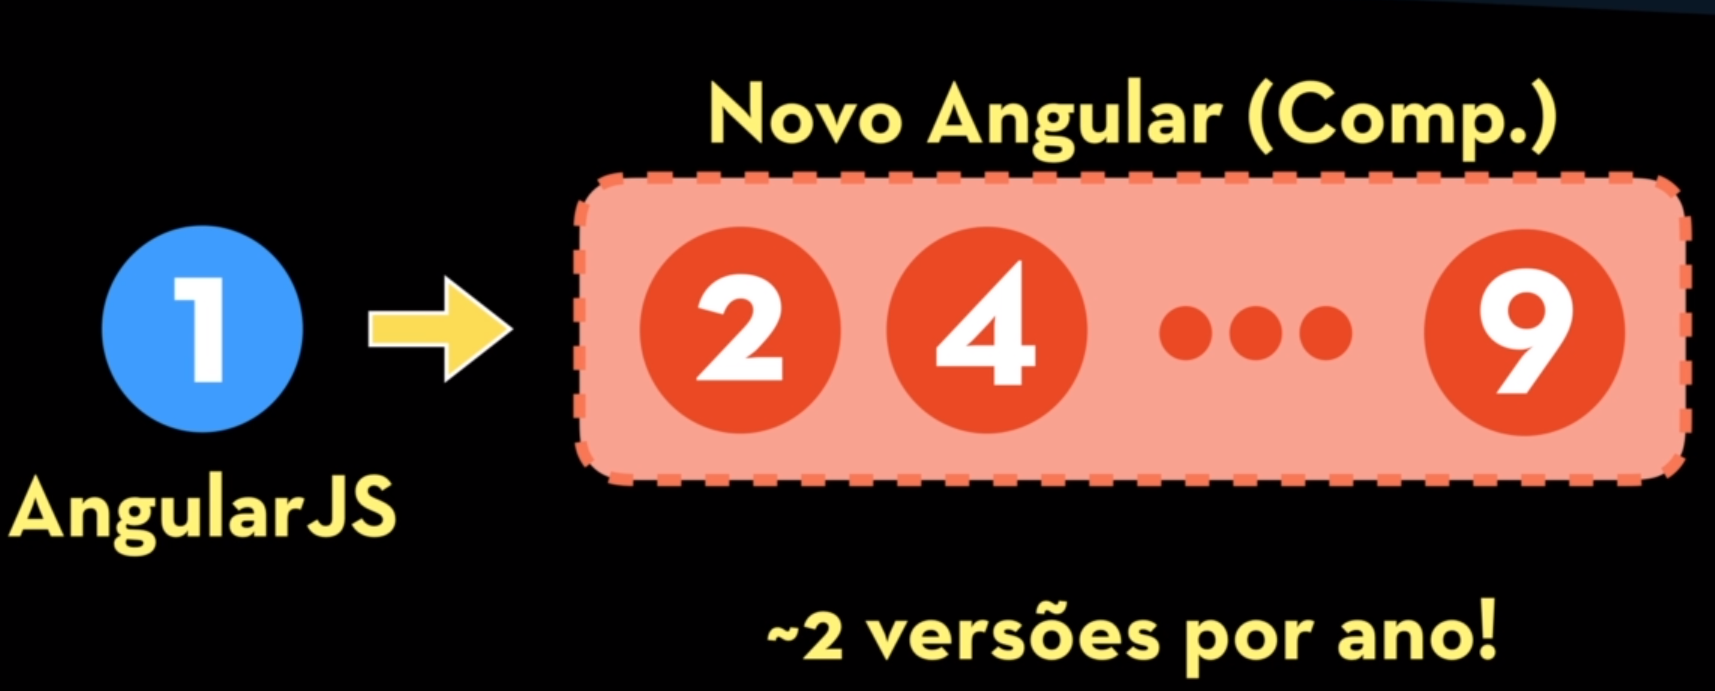 Novo Angular (Comp.)
1
2 4 9
AngularJS
~2 versões por ano!